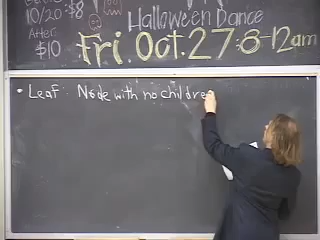 10/20: $8
After
$10
Halloween Dance
Fri. Oct. 27: 8-12am
• Leaf: Node with no childre